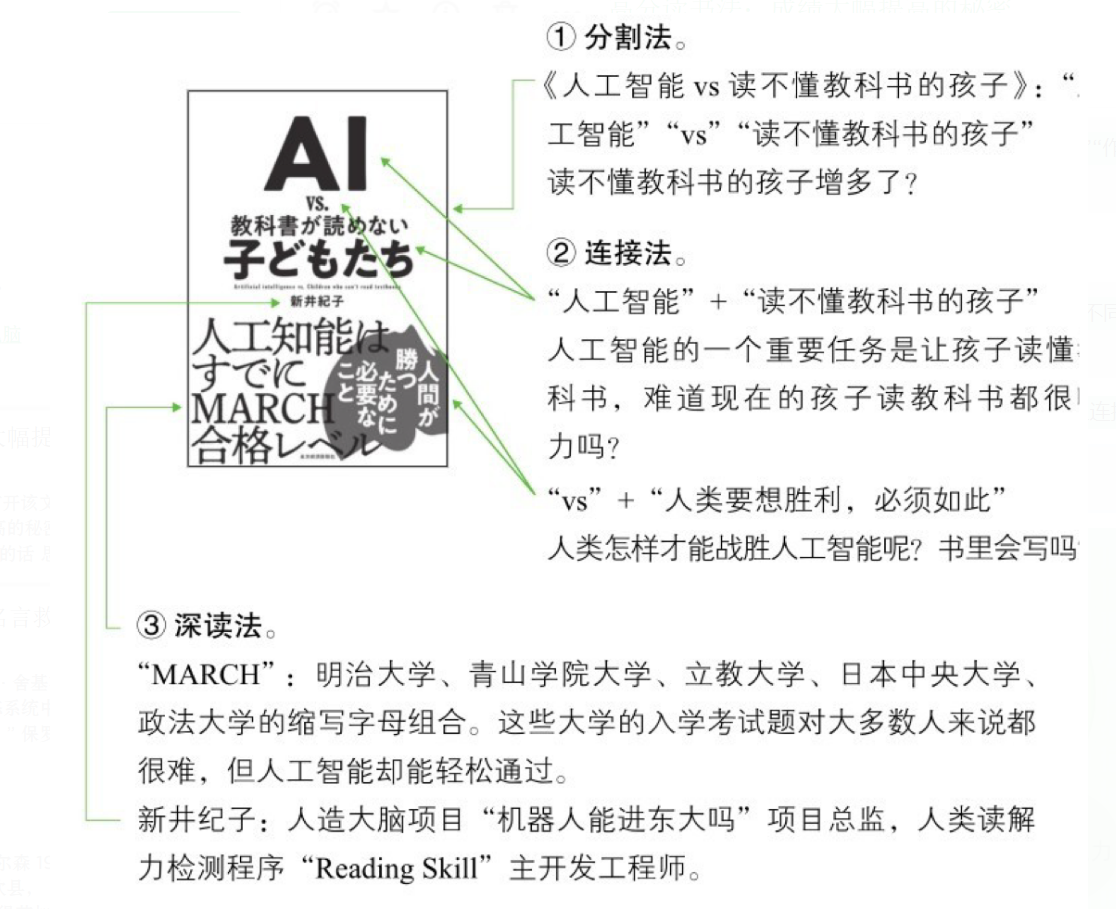 ① 分割法。
《人工智能 vs 读不懂教科书的孩子》：“
工智能”“vs”“读不懂教科书的孩子”
读不懂教科书的孩子增多了？
② 连接法。
“人工智能”+“读不懂教科书的孩子”
人工智能的一个重要任务是让孩子读懂
科书，难道现在的孩子读教科书都很
力吗？
“vs”+“人类要想胜利，必须如此”
人类怎样才能战胜人工智能呢？书里会写吗
AI
vs.
教科書が読めない
子どもたち
Artificial intelligence vs. Children who can't read textbooks
新井紀子
人工知能は
すでに
MARCH
合格レベル
人間が
勝つ
ために
必要な
こと
③ 深读法。
“MARCH”：明治大学、青山学院大学、立教大学、日本中央大学、
政法大学的缩写字母组合。这些大学的入学考试题对大多数人来说都
很难，但人工智能却能轻松通过。
新井纪子：人造大脑项目“机器人能进东大吗”项目总监，人类读解
力检测程序“Reading Skill”主开发工程师。